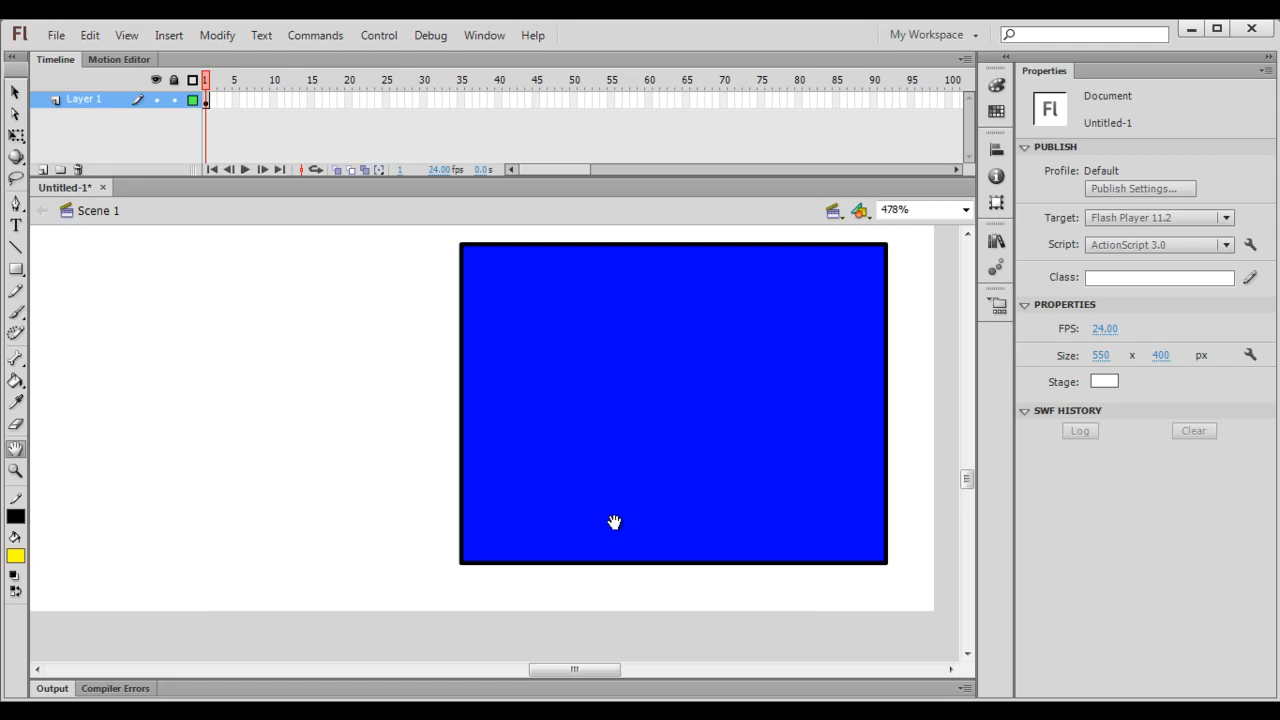 Fl File Edit View Insert Modify Text Commands Control Debug Window Help My Workspace
Timeline Motion Editor
1 5 10 15 20 25 30 35 40 45 50 55 60 65 70 75 80 85 90 95 100
Layer 1
1 24.00 fps 0.0 s
Untitled-1*
Scene 1 478%
T
Output Compiler Errors
Properties
Fl
Document
Untitled-1
PUBLISH
Profile: Default
Publish Settings...
Target: Flash Player 11.2
Script: ActionScript 3.0
Class:
PROPERTIES
FPS: 24.00
Size: 550 x 400 px
Stage:
SWF HISTORY
Log Clear